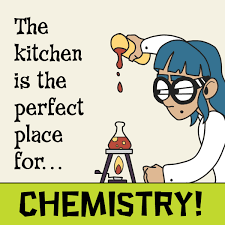 The
kitchen
is the
perfect
place
for...
CHEMISTRY!